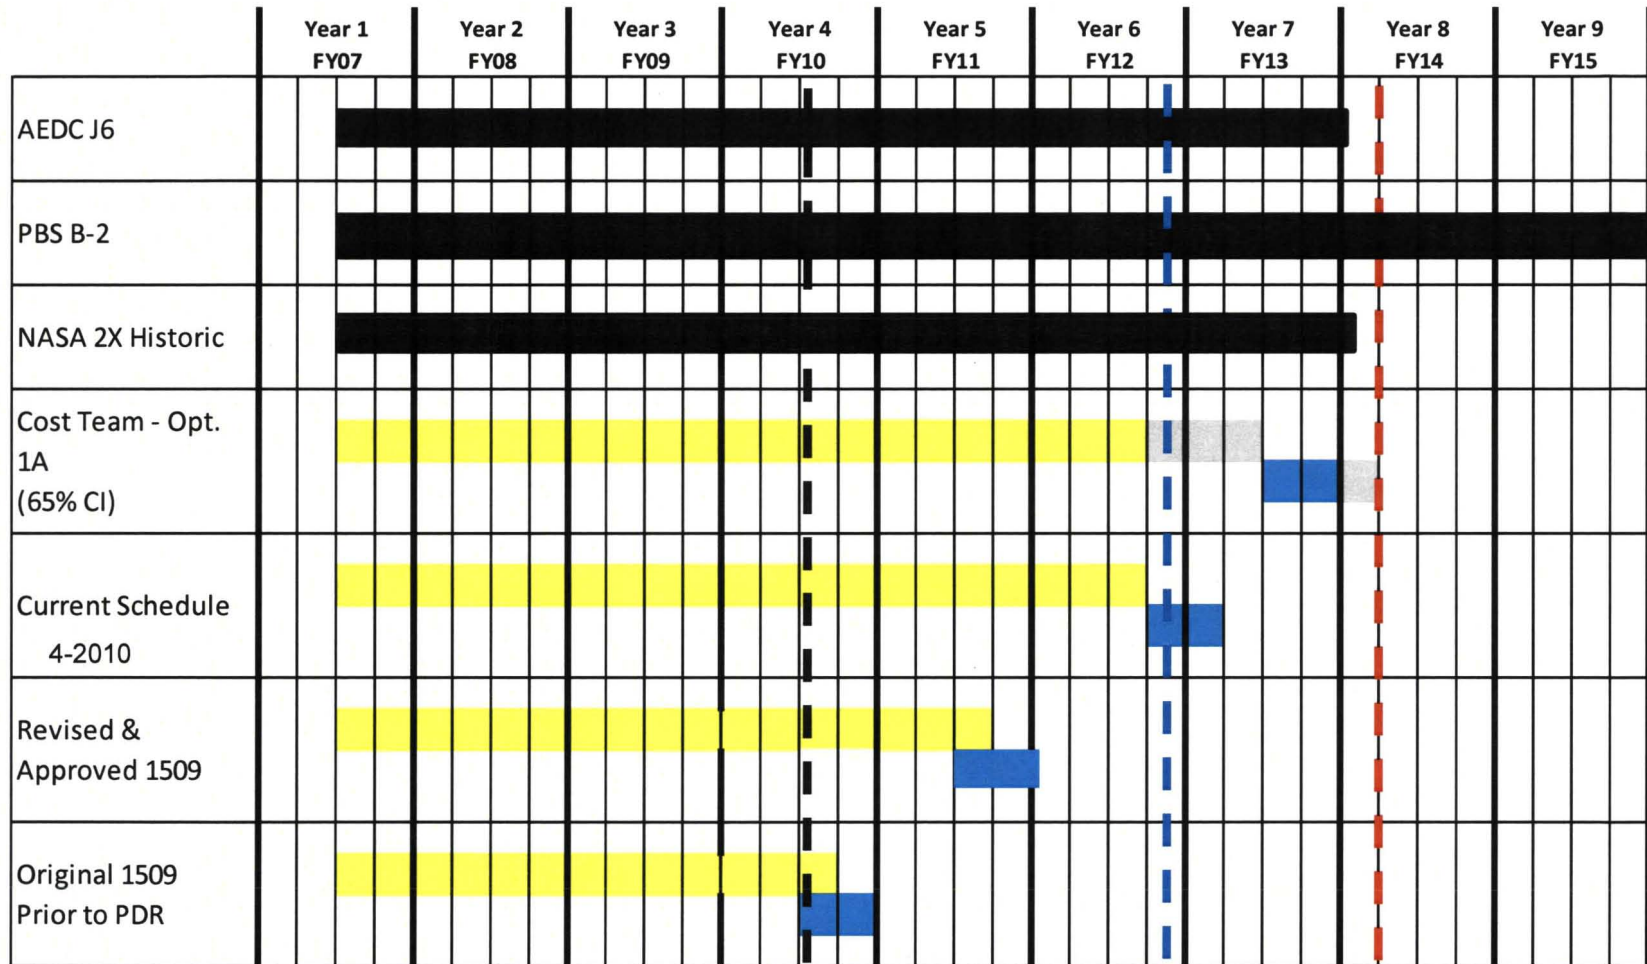 Year 1 Year 2 Year 3 Year 4 Year 5 Year 6 Year 7 Year 8 Year 9
FY07 FY08 FY09 FY10 FY11 FY12 FY13 FY14 FY15
AEDC J6
PBS B-2
NASA 2X Historic
Cost Team - Opt.
1A
(65% CI)
Current Schedule
4-2010
Revised &
Approved 1509
Original 1509
Prior to PDR